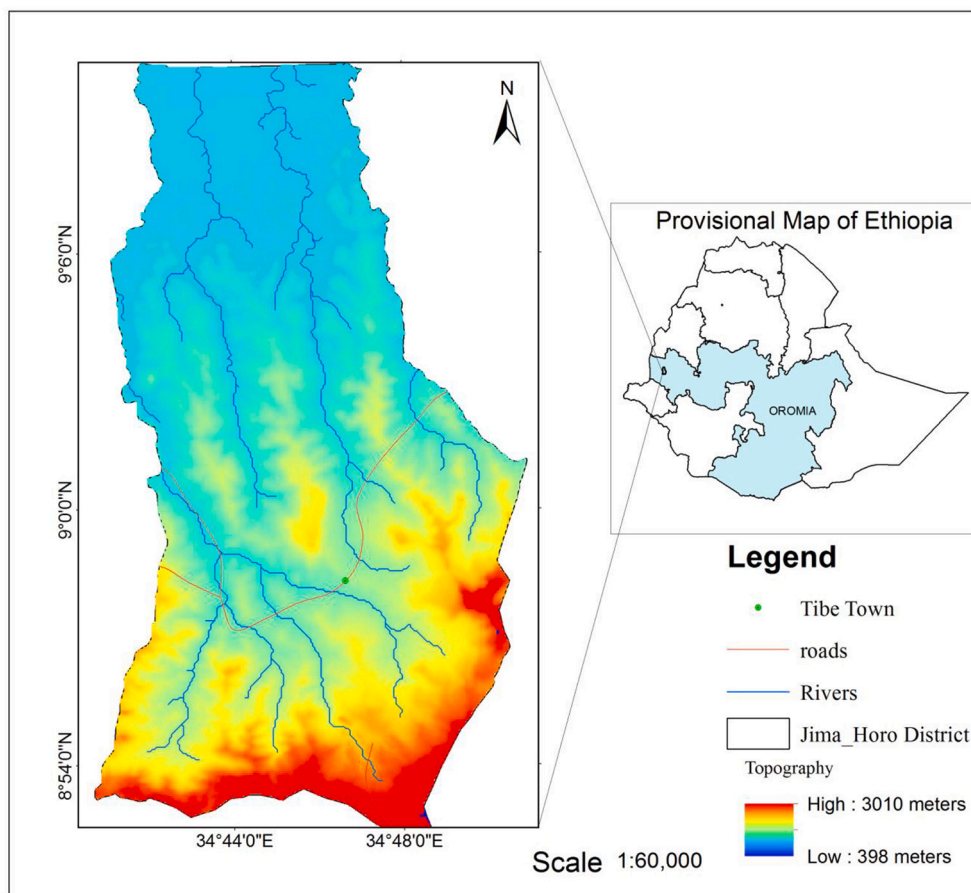 N
9°6'0"N
9°0'0"N
8°54'0"N
34°44'0"E
34°48'0"E
Provisional Map of Ethiopia
OROMIA
Legend
Tibe Town
roads
Rivers
Jima_Horo District
Topography
High : 3010 meters
Low : 398 meters
Scale 1:60,000